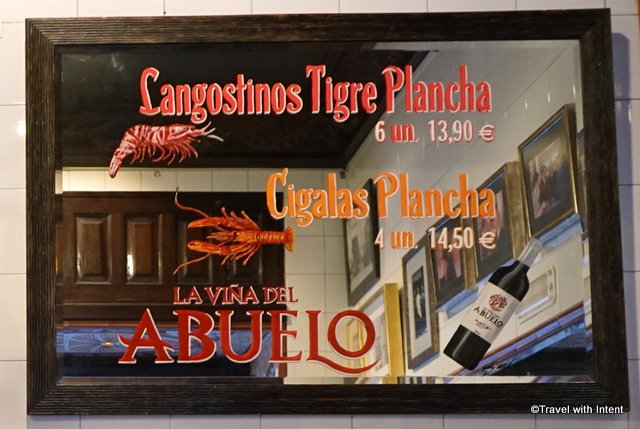 Langostinos Tigre Plancha
6 un. 13,90 €
Cigalas Plancha
4 un. 14,50 €
LA VIÑA DEL
ABUELO
ABUELO
©Travel with Intent